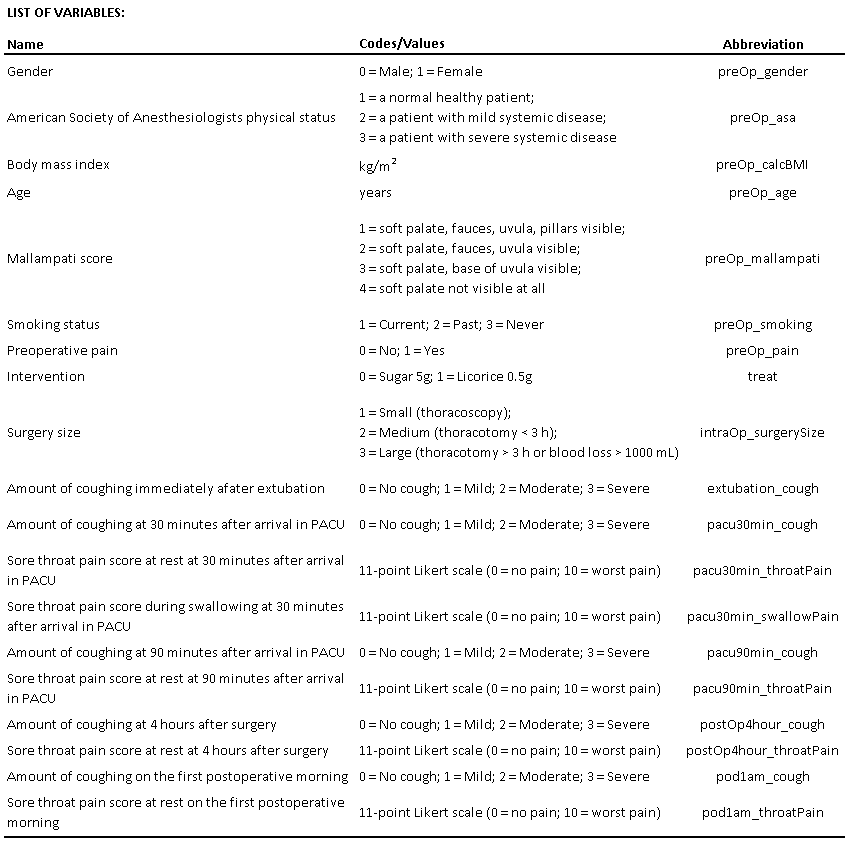 LIST OF VARIABLES:
Name Codes/Values Abbreviation
Gender 0 = Male; 1 = Female preOp_gender
1 = a normal healthy patient;
American Society of Anesthesiologists physical status 2 = a patient with mild systemic disease; preOp_asa
3 = a patient with severe systemic disease
Body mass index kg/m² preOp_calcBMI
Age years preOp_age
1 = soft palate, fauces, uvula, pillars visible;
2 = soft palate, fauces, uvula visible;
Mallampati score preOp_mallampati
3 = soft palate, base of uvula visible;
4 = soft palate not visible at all
Smoking status 1 = Current; 2 = Past; 3 = Never preOp_smoking
Preoperative pain 0 = No; 1 = Yes preOp_pain
Intervention 0 = Sugar 5g; 1 = Licorice 0.5g treat
1 = Small (thoracoscopy);
Surgery size 2 = Medium (thoracotomy < 3 h); intraOp_surgerySize
3 = Large (thoracotomy > 3 h or blood loss > 1000 mL)
Amount of coughing immediately afater extubation 0 = No cough; 1 = Mild; 2 = Moderate; 3 = Severe extubation_cough
Amount of coughing at 30 minutes after arrival in PACU 0 = No cough; 1 = Mild; 2 = Moderate; 3 = Severe pacu30min_cough
Sore throat pain score at rest at 30 minutes after arrival
in PACU 11-point Likert scale (0 = no pain; 10 = worst pain) pacu30min_throatPain
Sore throat pain score during swallowing at 30 minutes
after arrival in PACU 11-point Likert scale (0 = no pain; 10 = worst pain) pacu30min_swallowPain
Amount of coughing at 90 minutes after arrival in PACU 0 = No cough; 1 = Mild; 2 = Moderate; 3 = Severe pacu90min_cough
Sore throat pain score at rest at 90 minutes after arrival
in PACU 11-point Likert scale (0 = no pain; 10 = worst pain) pacu90min_throatPain
Amount of coughing at 4 hours after surgery 0 = No cough; 1 = Mild; 2 = Moderate; 3 = Severe postOp4hour_cough
Sore throat pain score at rest at 4 hours after surgery 11-point Likert scale (0 = no pain; 10 = worst pain) postOp4hour_throatPain
Amount of coughing on the first postoperative morning 0 = No cough; 1 = Mild; 2 = Moderate; 3 = Severe pod1am_cough
Sore throat pain score at rest on the first postoperative
morning 11-point Likert scale (0 = no pain; 10 = worst pain) pod1am_throatPain